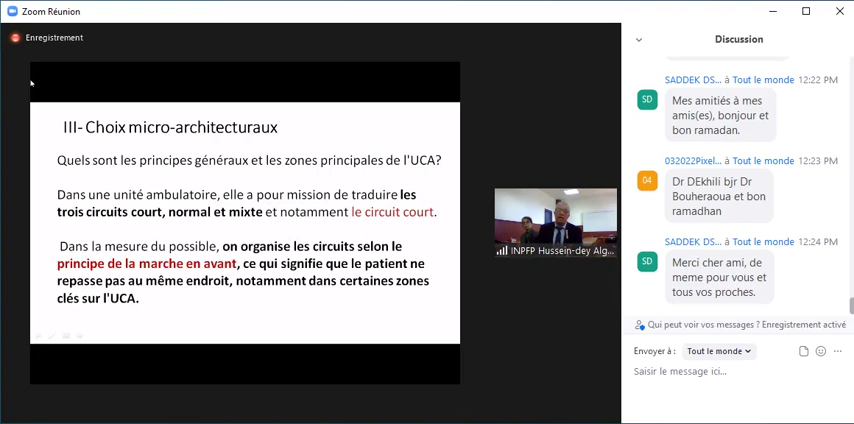 Zoom Réunion
Enregistrement
III- Choix micro-architecturaux
Quels sont les principes généraux et les zones principales de l'UCA?
Dans une unité ambulatoire, elle a pour mission de traduire les
trois circuits court, normal et mixte et notamment le circuit court.
Dans la mesure du possible, on organise les circuits selon le
principe de la marche en avant, ce qui signifie que le patient ne
repasse pas au même endroit, notamment dans certaines zones
clés sur l'UCA.
INPFP Hussein-dey Alg...
Discussion
SADDEK DS... à Tout le monde 12:22 PM
SD
Mes amitiés à mes
amis(es), bonjour et
bon ramadan.
032022Pixel... à Tout le monde 12:23 PM
04
Dr DEkhili bjr Dr
Bouheraoua et bon
ramadhan
SADDEK DS... à Tout le monde 12:24 PM
SD
Merci cher ami, de
meme pour vous et
tous vos proches.
Qui peut voir vos messages ? Enregistrement activé
Envoyer à : Tout le monde
Saisir le message ici...